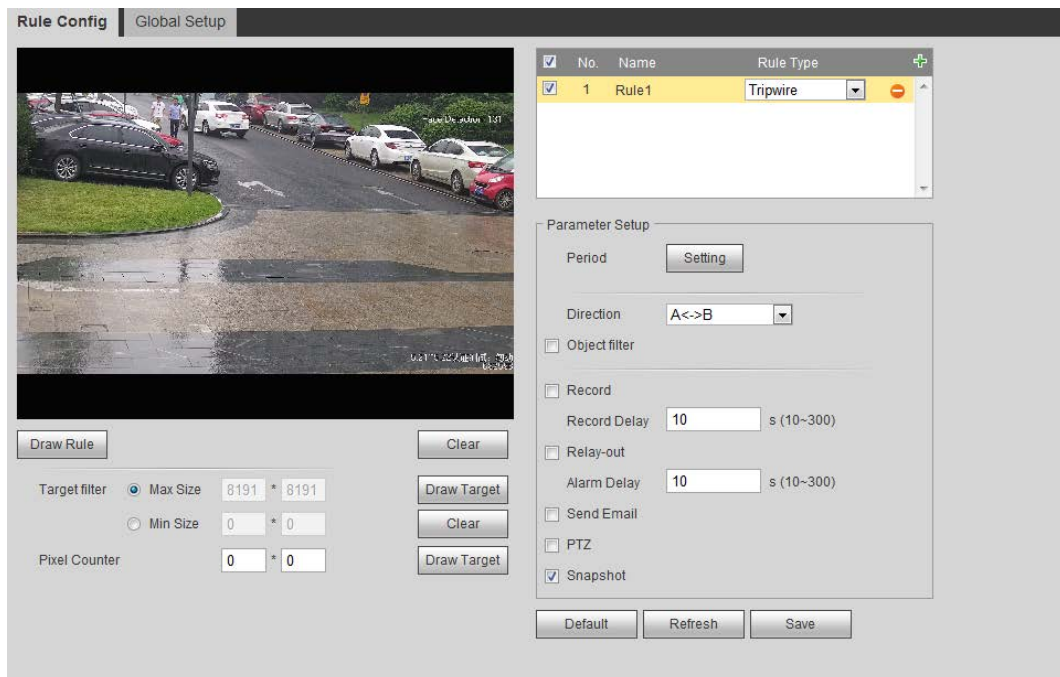 Rule Config Global Setup
No. Name Rule Type
1 Rule1 Tripwire
Parameter Setup
Period Setting
Direction A<->B
Object filter
Record
Record Delay 10 s (10~300)
Relay-out
Alarm Delay 10 s (10~300)
Send Email
PTZ
Snapshot
Default Refresh Save
Draw Rule Clear
Target filter Max Size 8191 * 8191 Draw Target
Min Size 0 * 0 Clear
Pixel Counter 0 * 0 Draw Target